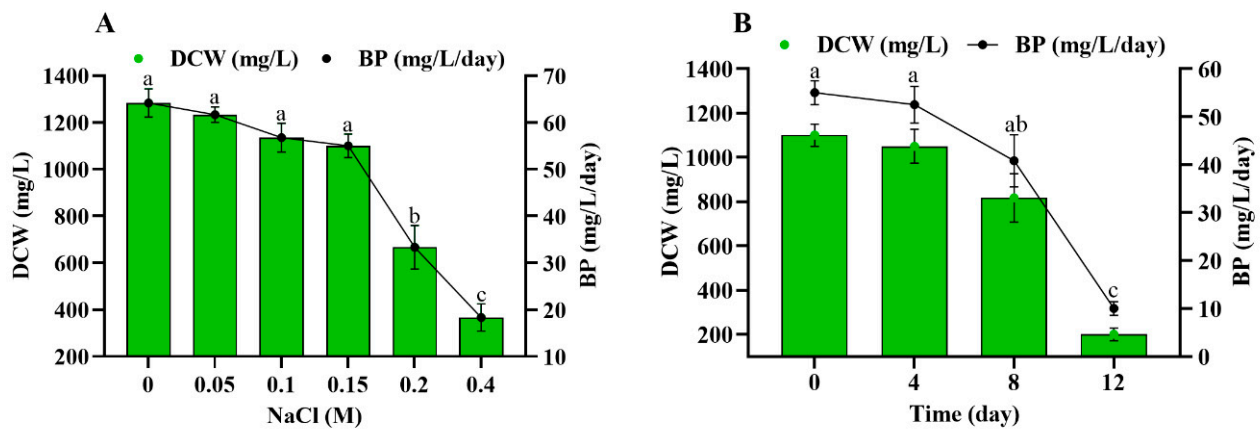 A
DCW (mg/L) BP (mg/L/day)
1400 1200 1000 800 600 400 200
DCW (mg/L)
a a a a b c
70 60 50 40 30 20 10
BP (mg/L/day)
0 0.05 0.1 0.15 0.2 0.4
NaCl (M)
B
DCW (mg/L) BP (mg/L/day)
1400 1200 1000 800 600 400 200
DCW (mg/L)
a a ab c
60 50 40 30 20 10 0
BP (mg/L/day)
0 4 8 12
Time (day)